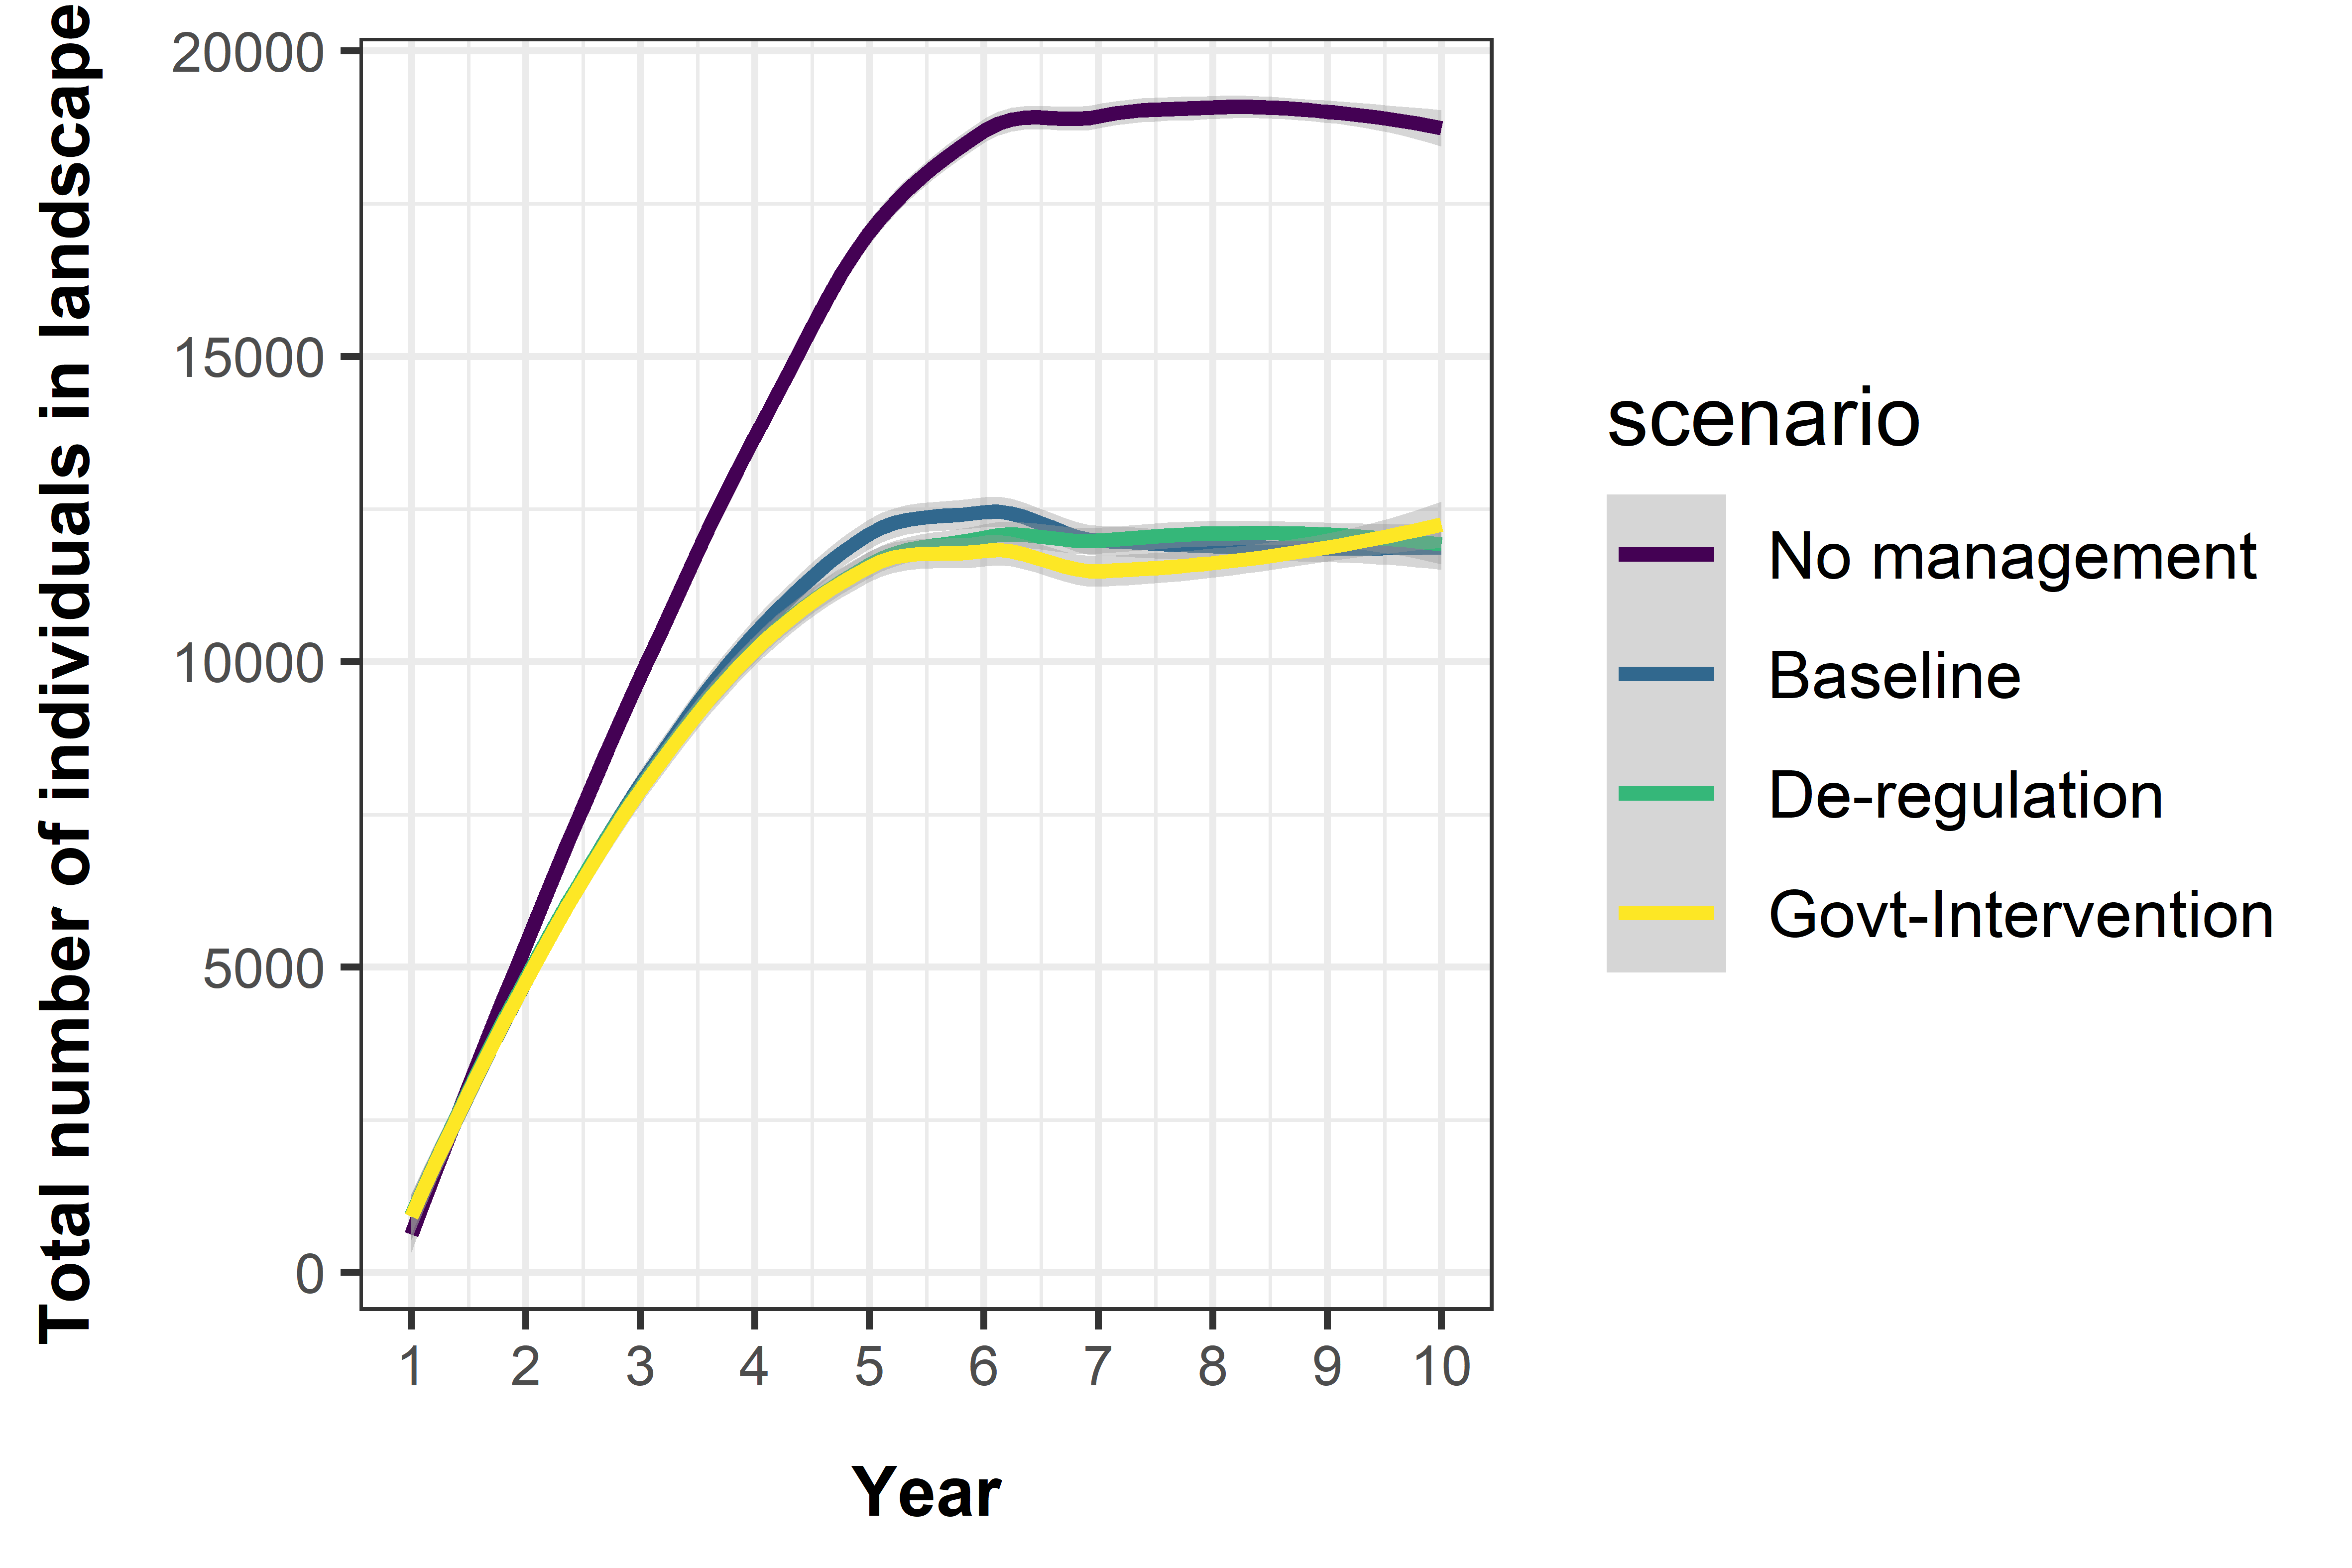 Total number of individuals in landscape
20000
15000
10000
5000
0
1 2 3 4 5 6 7 8 9 10
Year
scenario
No management
Baseline
De-regulation
Govt-Intervention